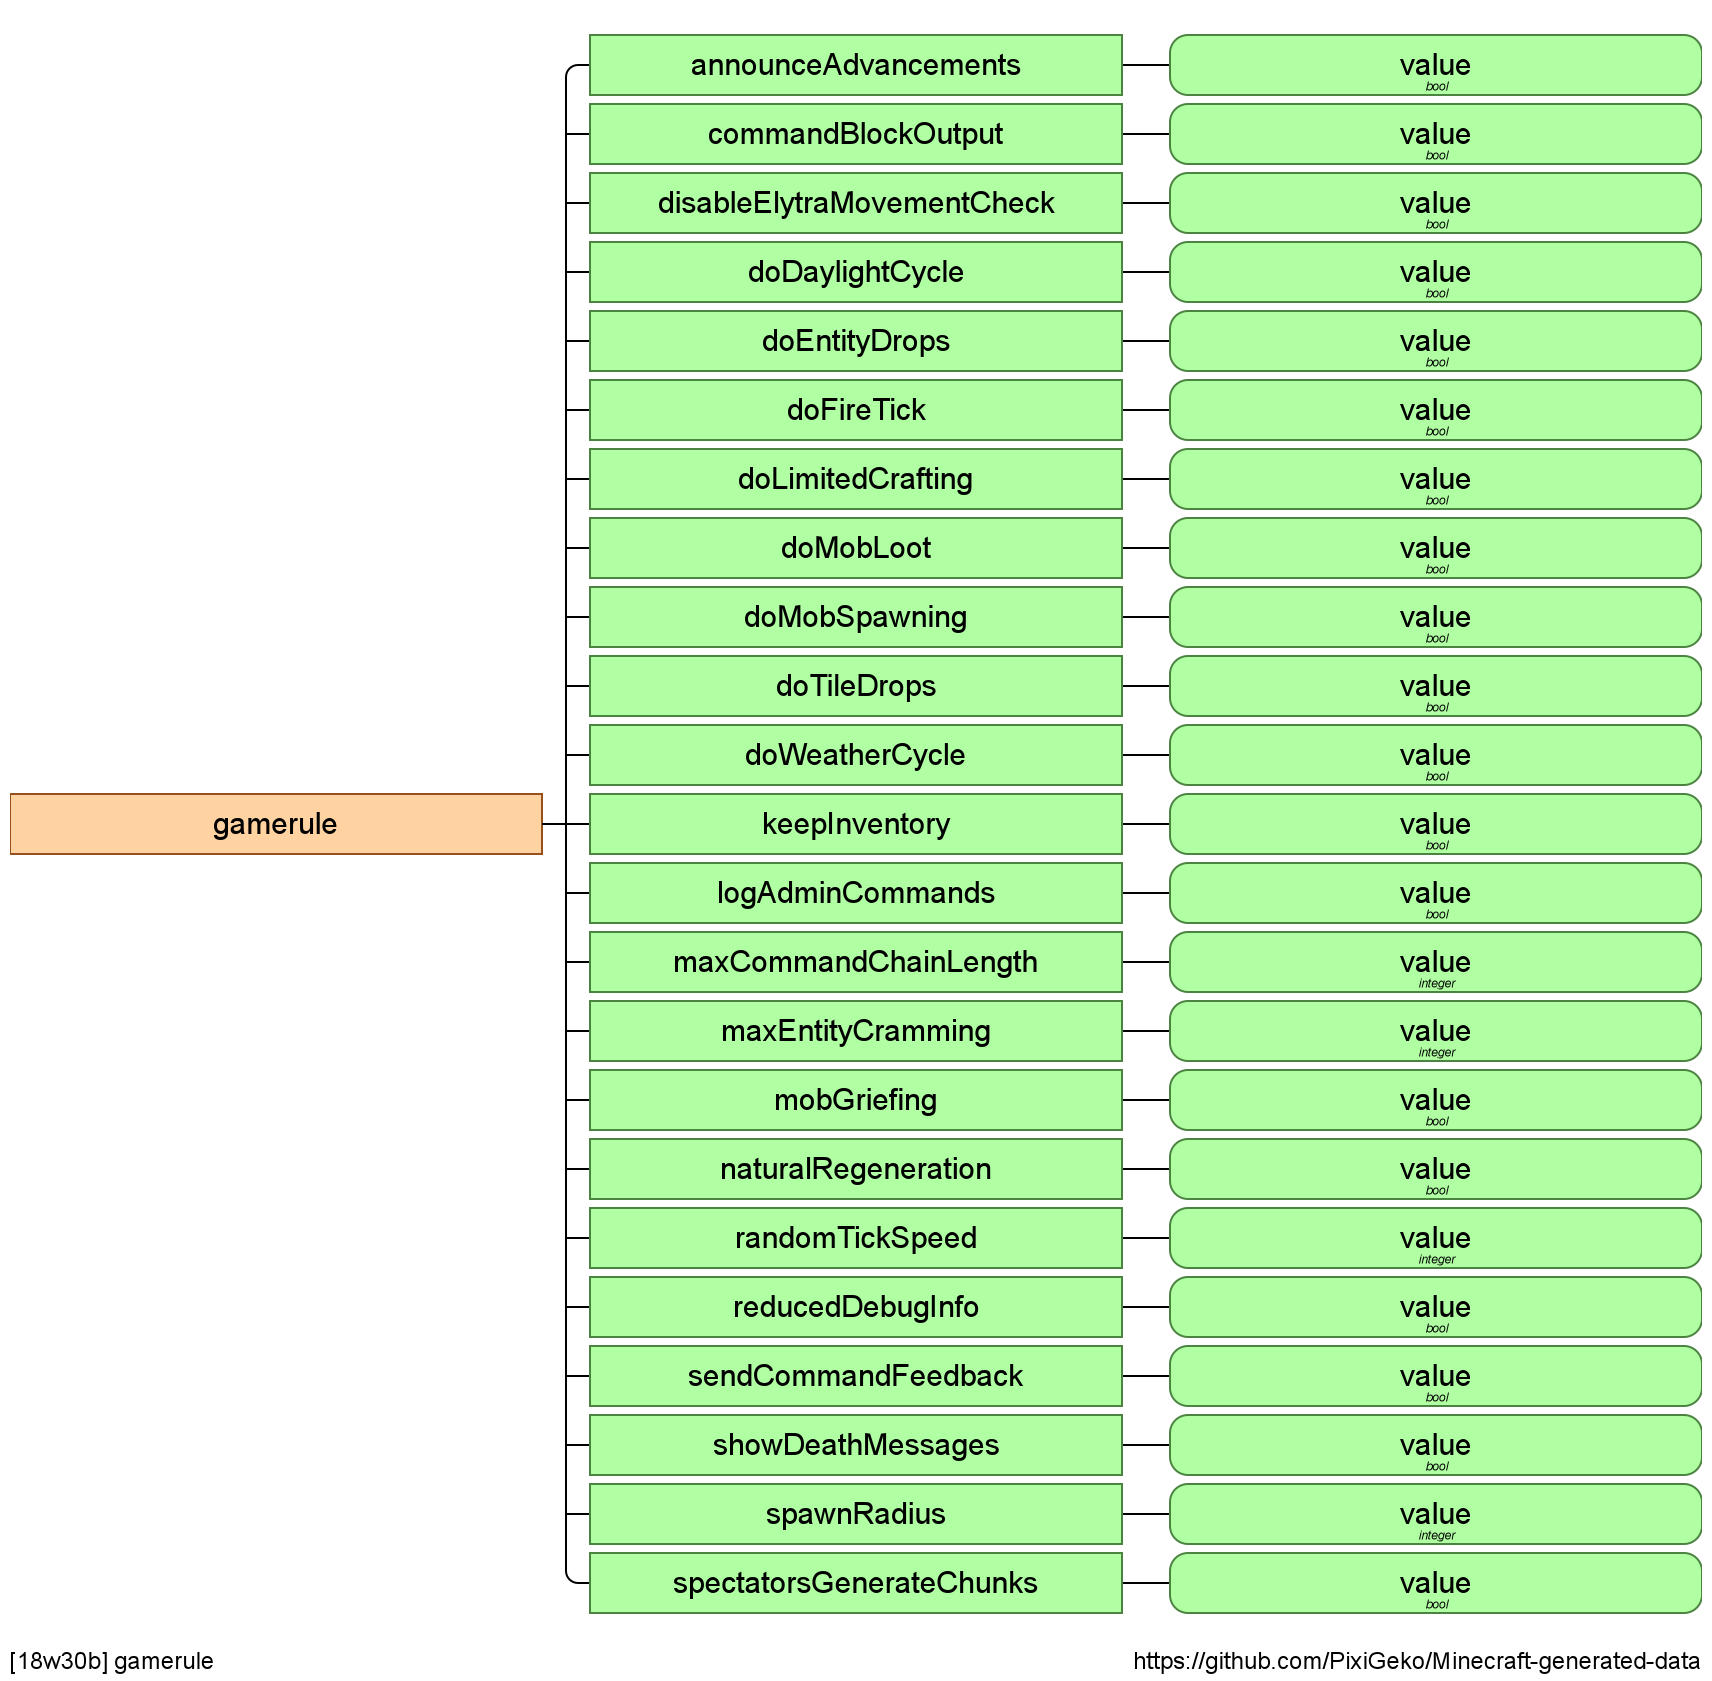 announceAdvancements
value
bool
commandBlockOutput
value
bool
disableElytraMovementCheck
value
bool
doDaylightCycle
value
bool
doEntityDrops
value
bool
doFireTick
value
bool
doLimitedCrafting
value
bool
doMobLoot
value
bool
doMobSpawning
value
bool
doTileDrops
value
bool
doWeatherCycle
value
bool
gamerule
keepInventory
value
bool
logAdminCommands
value
bool
maxCommandChainLength
value
integer
maxEntityCramming
value
integer
mobGriefing
value
bool
naturalRegeneration
value
bool
randomTickSpeed
value
integer
reducedDebugInfo
value
bool
sendCommandFeedback
value
bool
showDeathMessages
value
bool
spawnRadius
value
integer
spectatorsGenerateChunks
value
bool
[18w30b] gamerule
https://github.com/PixiGeko/Minecraft-generated-data